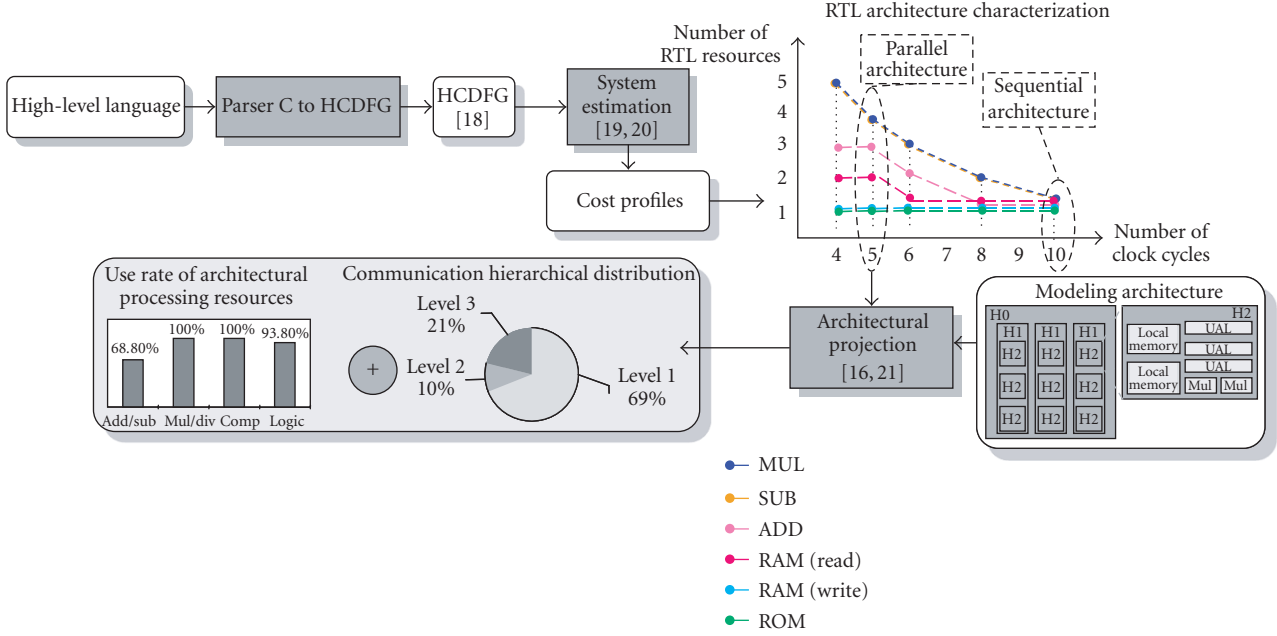 RTL architecture characterization
Number of
RTL resources
Parallel
architecture
Sequential
architecture
5
4
3
2
1
4 5 6 7 8 9 10
Number of
clock cycles
High-level language
Parser C to HCDFG
HCDFG
[18]
System
estimation
[19, 20]
Cost profiles
Use rate of architectural
processing resources
68.80%
100%
100%
93.80%
Add/sub Mul/div Comp Logic
+
Communication hierarchical distribution
Level 3
21%
Level 2
10%
Level 1
69%
Architectural
projection
[16, 21]
Modeling architecture
H0
H1 H1 H1
H2 H2 H2
H2 H2 H2
H2 H2 H2
H2
Local
memory
Local
memory
UAL
UAL
UAL
Mul Mul
MUL
SUB
ADD
RAM (read)
RAM (write)
ROM